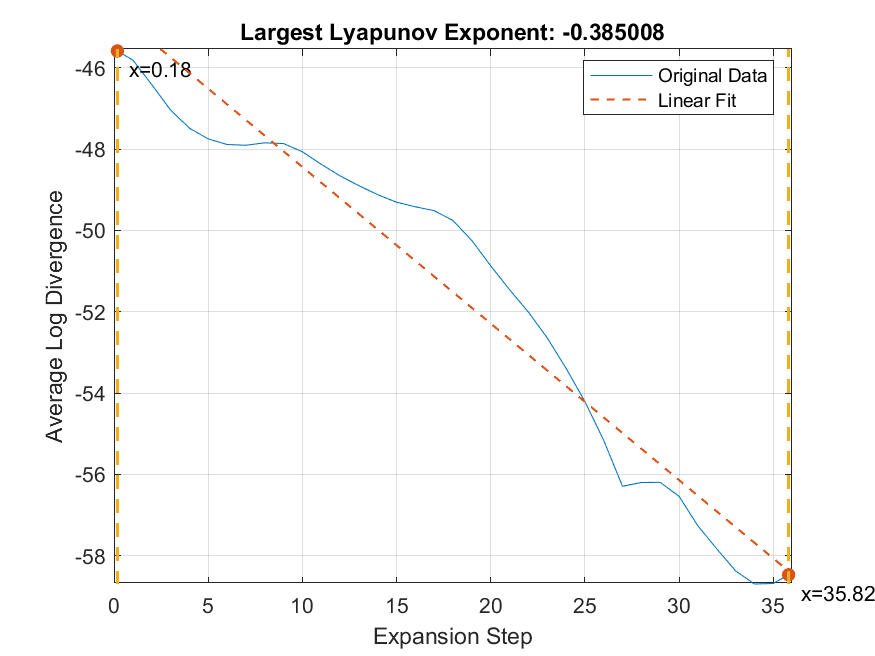 Largest Lyapunov Exponent: -0.385008
Original Data
Linear Fit
x=0.18
x=35.82
Average Log Divergence
-46
-48
-50
-52
-54
-56
-58
0 5 10 15 20 25 30 35
Expansion Step